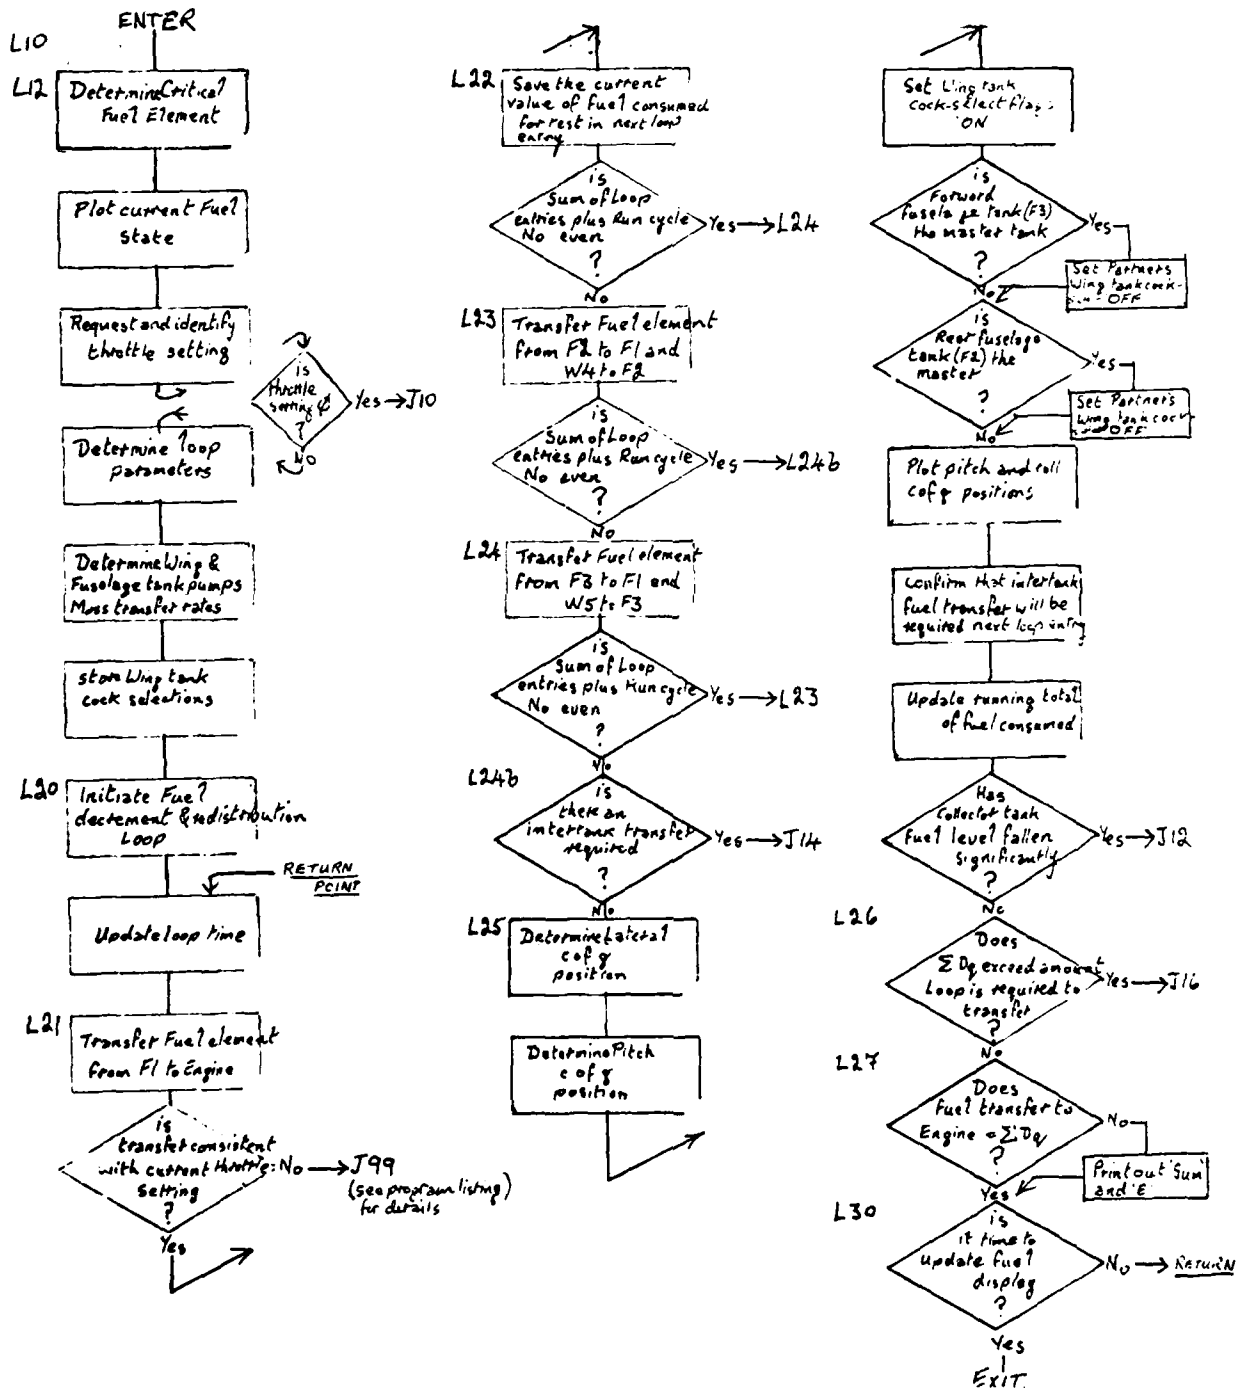 ENTER
L10
L12
Determine Critical
Fuel Element
Plot current Fuel
State
Request and identify
throttle setting
is
throttle
setting
?
Yes → J10
No
Determine loop
parameters
Determine Wing &
Fuselage tank pumps
Mass transfer rates
store Wing tank
cock selections
L20
Initiate Fuel
decrement & redistribution
Loop
RETURN
POINT
Update loop time
L21
Transfer Fuel element
from F1 to Engine
is
transfer consistent
with current throttle
setting
?
No → J99
(see program listing)
for details
Yes
L22
Save the current
value of Fuel consumed
for test in next loop
entry
is
Sum of Loop
entries plus Run cycle
No even
?
Yes → L24
No
L23
Transfer Fuel element
from F2 to F1 and
W4 to F2
is
Sum of Loop
entries plus Run cycle
No even
?
Yes → L24b
No
L24
Transfer Fuel element
from F3 to F1 and
W5 to F3
is
Sum of Loop
entries plus Run cycle
No even
?
Yes → L23
No
L24b
is
there an
intertank transfer
required
?
Yes → J14
No
L25
Determine Lateral
c of g
position
Determine Pitch
c of g
position
Set Wing tank
cock-select flags
ON
is
Forward
fuselage tank (F3)
the master tank
?
Yes
Set Partners
Wing tank cock-
OFF
No
is
Rear fuselage
tank (F2) the
master
?
Yes
Set Partner's
Wing tank cock-
OFF
No
Plot pitch and roll
c of g positions
Confirm that intertank
fuel transfer will be
required next loop entry
Update running total
of fuel consumed
Has
Collector tank
Fuel level fallen
significantly
?
Yes → J12
No
L26
Does
Σ Dq exceed amount
Loop is required to
transfer
?
Yes → J16
No
L27
Does
Fuel transfer to
Engine = Σ Dq
?
No
Print out 'Sum'
and 'E'
Yes
L30
is
it time to
update fuel
display
?
No → RETURN
Yes
EXIT